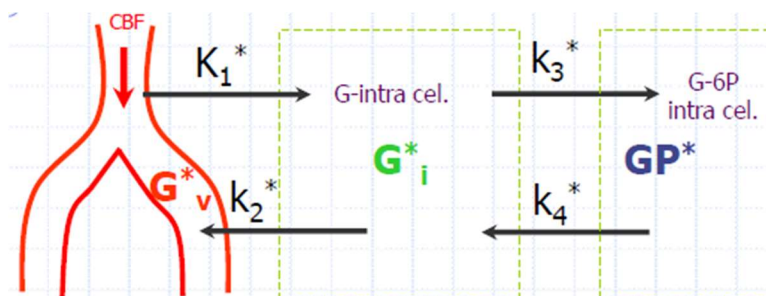 CBF
K₁*
k₃*
G-intra cel.
G-6P
intra cel.
G*ᵢ
GP*
G*ᵥ
k₂*
k₄*